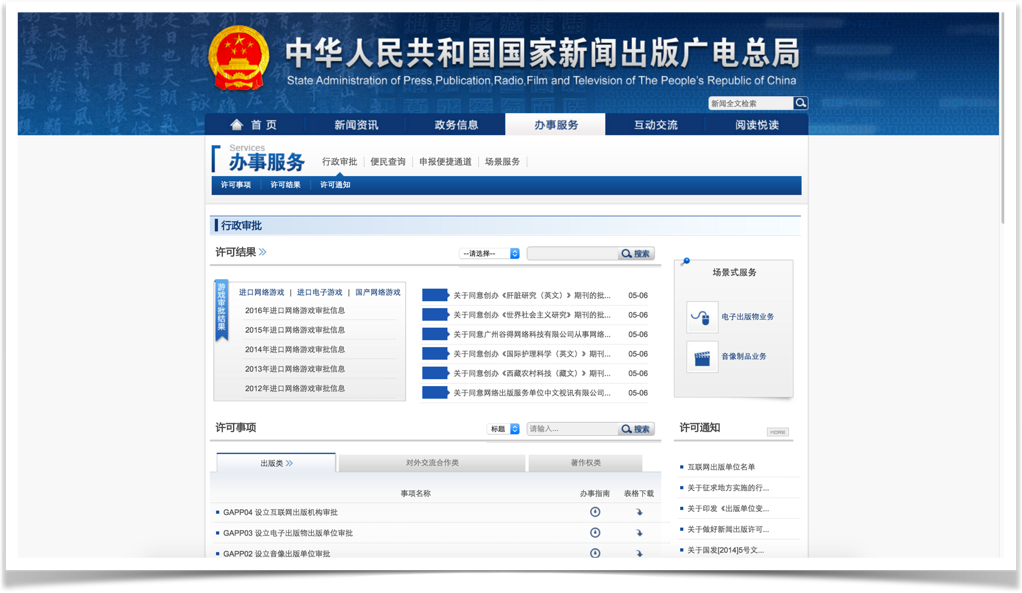 中华人民共和国国家新闻出版广电总局
State Administration of Press,Publication,Radio,Film and Television of The People's Republic of China
新闻全文检索
首 页 新闻资讯 政务信息 办事服务 互动交流 阅读悦读
Services
办事服务 行政审批 便民查询 申报便捷通道 场景服务
许可事项 许可结果 许可通知
行政审批
许可结果 --请选择-- 搜索
游戏审批结果
进口网络游戏 | 进口电子游戏 | 国产网络游戏
2016年进口网络游戏审批信息
2015年进口网络游戏审批信息
2014年进口网络游戏审批信息
2013年进口网络游戏审批信息
2012年进口网络游戏审批信息
关于同意创办《肝脏研究（英文）》期刊的批... 05-06
关于同意创办《世界社会主义研究》期刊的批... 05-06
关于同意广州谷得网络科技有限公司从事网络... 05-06
关于同意创办《国际护理科学（英文）》期刊... 05-06
关于同意创办《西藏农村科技（藏文）》期刊... 05-06
关于同意网络出版服务单位中文视讯有限公司... 05-06
场景式服务
电子出版物业务
音像制品业务
许可事项 标题 请输入... 搜索
出版类 对外交流合作类 著作权类
事项名称 办事指南 表格下载
GAPP04 设立互联网出版机构审批
GAPP03 设立电子出版物出版单位审批
GAPP02 设立音像出版单位审批
许可通知 MORE
互联网出版单位名单
关于征求地方实施的行...
关于印发《出版单位变...
关于做好新闻出版许可...
关于国发[2014]5号文...